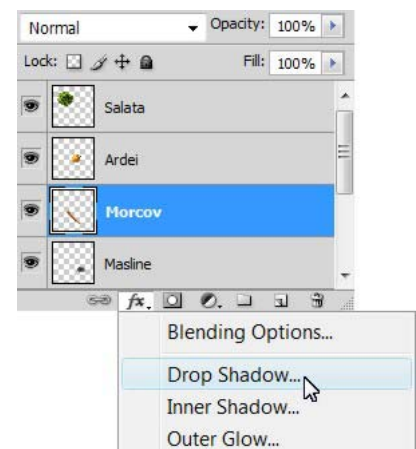 Normal Opacity: 100%
Lock: Fill: 100%
Salata
Ardei
Morcov
Masline
fx.
Blending Options...
Drop Shadow...
Inner Shadow...
Outer Glow...